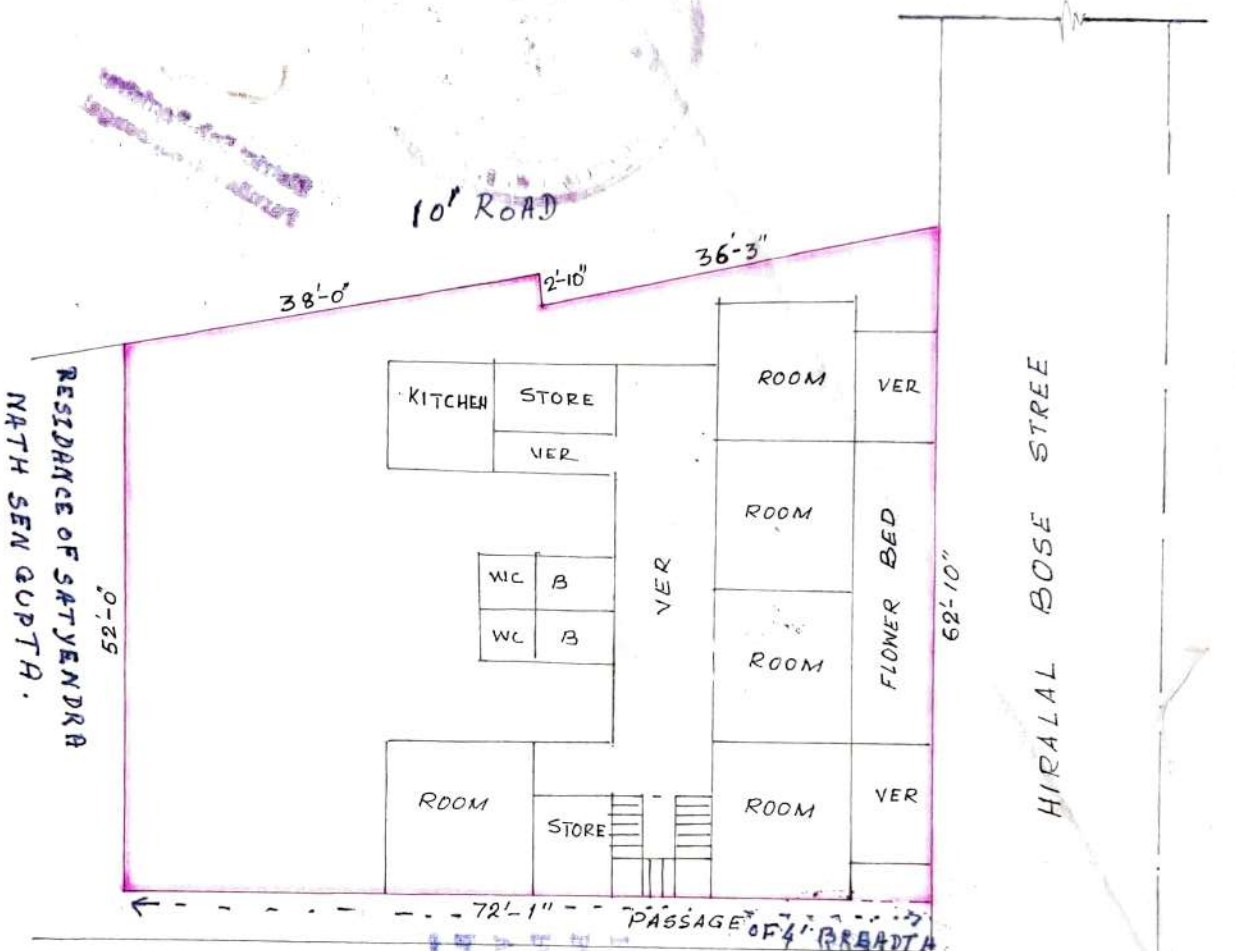 10' ROAD
36'-3"
2'-10"
38'-0"
ROOM
VER
KITCHEN
STORE
VER
ROOM
FLOWER BED
VER
WC
B
WC
B
ROOM
ROOM
STORE
ROOM
VER
52'-0"
62'-10"
RESIDANCE OF SATYENDRA
NATH SEN GUPTA.
HIRALAL BOSE STREE
72'-1"
PASSAGE OF 4' BREADTH